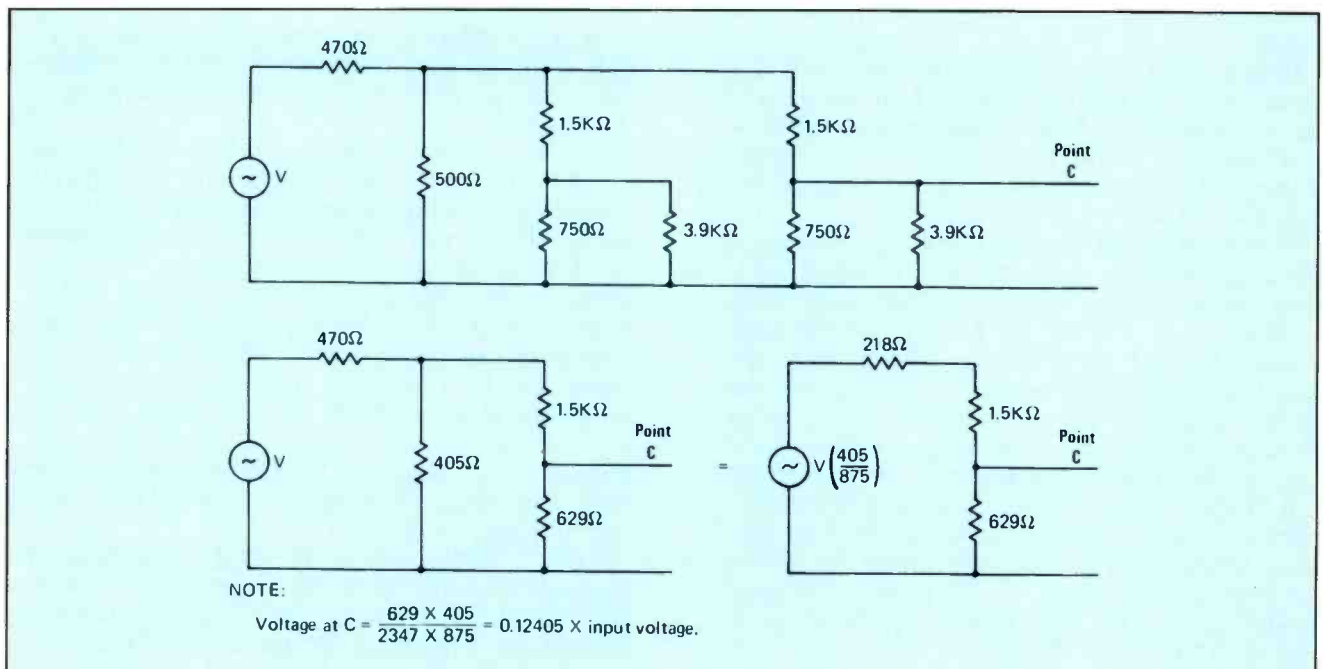 470Ω
1.5KΩ
1.5KΩ
Point
C
V
500Ω
750Ω
3.9KΩ
750Ω
3.9KΩ
470Ω
218Ω
1.5KΩ
1.5KΩ
Point
C
Point
C
~ V
405Ω
=
~ V(405/875)
629Ω
629Ω
NOTE:
Voltage at C = 629 X 405 / 2347 X 875 = 0.12405 X input voltage.